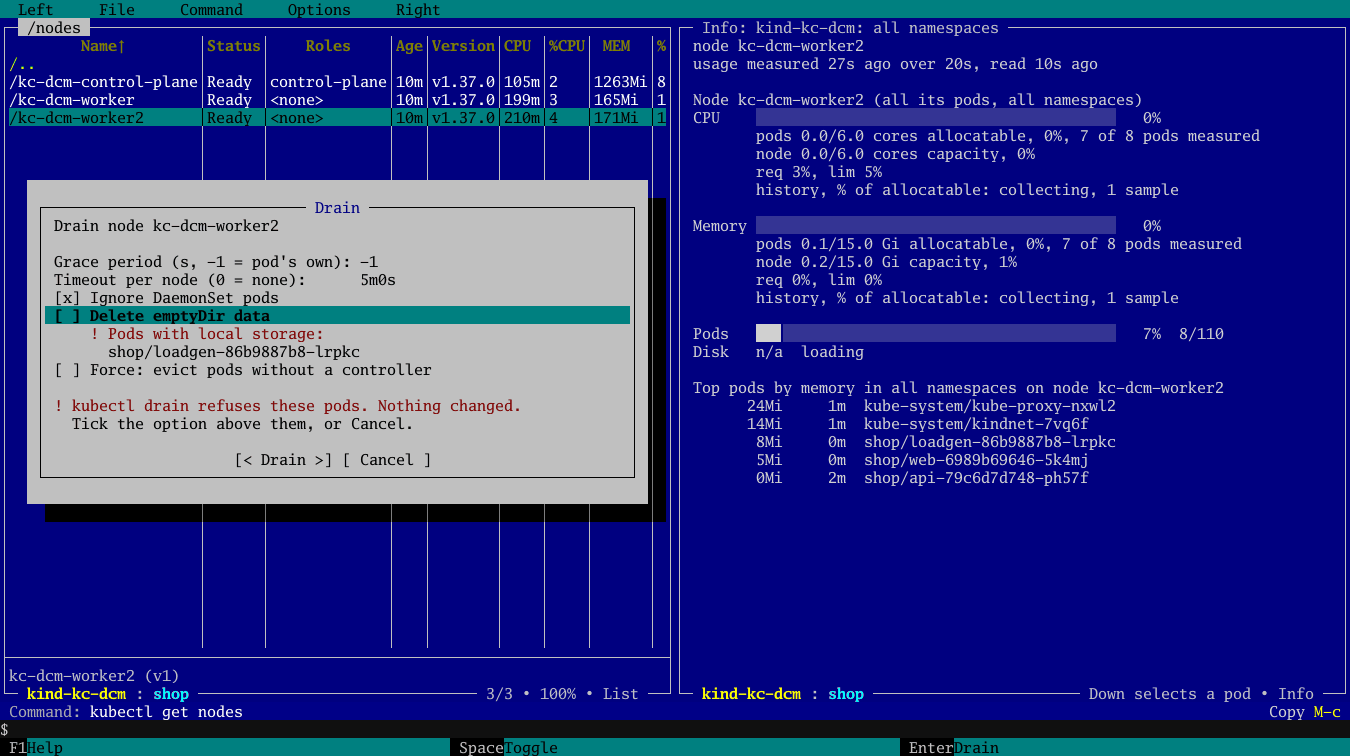 Left File Command Options Right
/nodes
Name↑ Status Roles Age Version CPU %CPU MEM %
/..
/kc-dcm-control-plane Ready control-plane 10m v1.37.0 105m 2 1263Mi 8
/kc-dcm-worker Ready <none> 10m v1.37.0 199m 3 165Mi 1
/kc-dcm-worker2 Ready <none> 10m v1.37.0 210m 4 171Mi 1
Drain
Drain node kc-dcm-worker2
Grace period (s, -1 = pod's own): -1
Timeout per node (0 = none): 5m0s
[x] Ignore DaemonSet pods
[ ] Delete emptyDir data
! Pods with local storage:
shop/loadgen-86b9887b8-lrpkc
[ ] Force: evict pods without a controller
! kubectl drain refuses these pods. Nothing changed.
Tick the option above them, or Cancel.
[< Drain >] [ Cancel ]
kc-dcm-worker2 (v1)
kind-kc-dcm : shop 3/3 • 100% • List
Info: kind-kc-dcm: all namespaces
node kc-dcm-worker2
usage measured 27s ago over 20s, read 10s ago
Node kc-dcm-worker2 (all its pods, all namespaces)
CPU 0%
pods 0.0/6.0 cores allocatable, 0%, 7 of 8 pods measured
node 0.0/6.0 cores capacity, 0%
req 3%, lim 5%
history, % of allocatable: collecting, 1 sample
Memory 0%
pods 0.1/15.0 Gi allocatable, 0%, 7 of 8 pods measured
node 0.2/15.0 Gi capacity, 1%
req 0%, lim 0%
history, % of allocatable: collecting, 1 sample
Pods 7% 8/110
Disk n/a loading
Top pods by memory in all namespaces on node kc-dcm-worker2
24Mi 1m kube-system/kube-proxy-nxwl2
14Mi 1m kube-system/kindnet-7vq6f
8Mi 0m shop/loadgen-86b9887b8-lrpkc
5Mi 0m shop/web-6989b69646-5k4mj
0Mi 2m shop/api-79c6d7d748-ph57f
kind-kc-dcm : shop Down selects a pod • Info
Command: kubectl get nodes Copy M-c
$
F1Help SpaceToggle EnterDrain